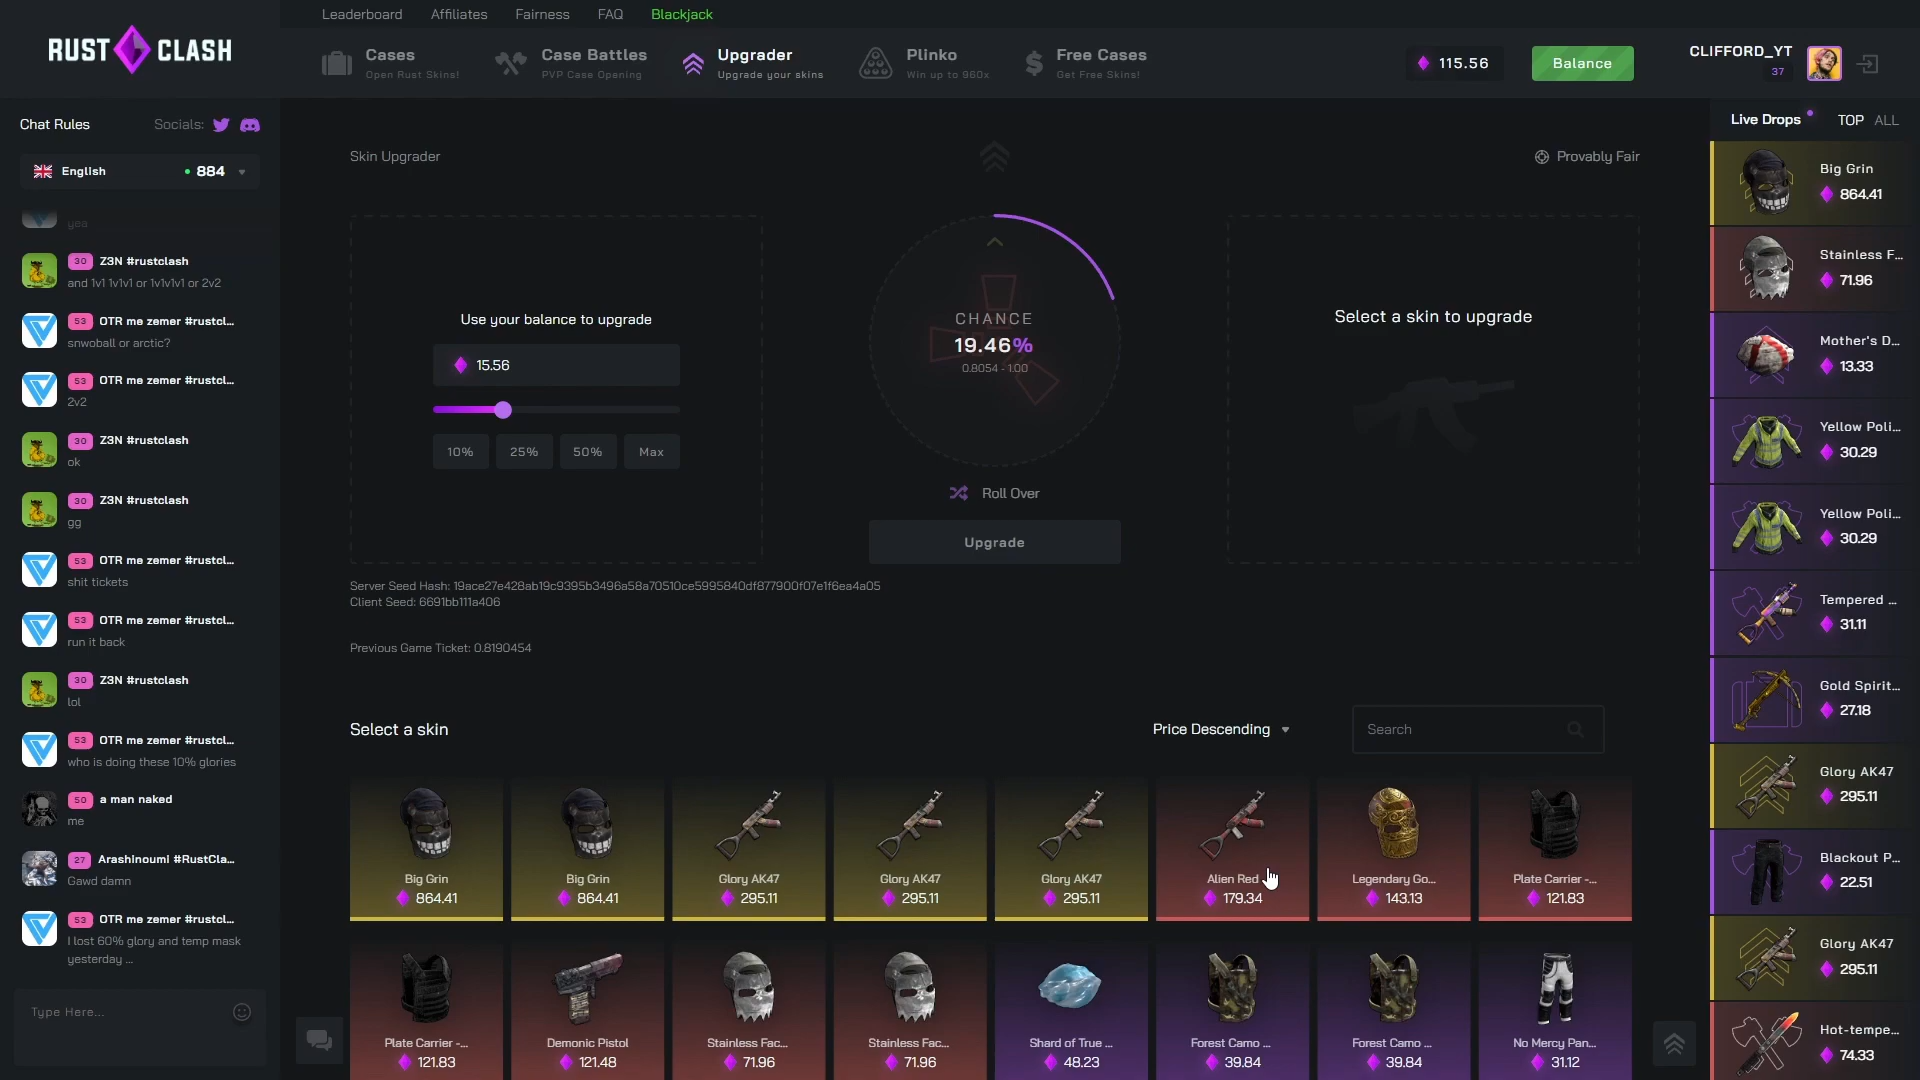 Leaderboard
Affiliates
Fairness
FAQ
Blackjack
RUST CLASH
Cases
Open Rust Skins!
Case Battles
PVP Case Opening
Upgrader
Upgrade your skins
Plinko
Win up to 960x
Free Cases
Get Free Skins!
115.56
Balance
CLIFFORD_YT
37
Chat Rules
Socials:
English
884
yea
30 Z3N #rustclash
and 1v1 1v1v1 or 1v1v1v1 or 2v2
53 OTR me zemer #rustcl...
snwoball or arctic?
53 OTR me zemer #rustcl...
2v2
30 Z3N #rustclash
ok
30 Z3N #rustclash
gg
53 OTR me zemer #rustcl...
shit tickets
53 OTR me zemer #rustcl...
run it back
30 Z3N #rustclash
lol
53 OTR me zemer #rustcl...
who is doing these 10% glories
50 a man naked
me
27 Arashinoumi #RustCla...
Gawd damn
53 OTR me zemer #rustcl...
I lost 60% glory and temp mask
yesterday ...
Type Here...
Skin Upgrader
Provably Fair
Use your balance to upgrade
15.56
10%
25%
50%
Max
CHANCE
19.46%
0.8054 - 1.00
Roll Over
Upgrade
Select a skin to upgrade
Server Seed Hash: 19ace27e428ab19c9395b3496a58a70510ce5995840df877900f07e1f6ea4a05
Client Seed: 6691bb111a406
Previous Game Ticket: 0.8190454
Select a skin
Price Descending
Search
Big Grin
864.41
Big Grin
864.41
Glory AK47
295.11
Glory AK47
295.11
Glory AK47
295.11
Alien Red
179.34
Legendary Go...
143.13
Plate Carrier -...
121.83
Plate Carrier -...
121.83
Demonic Pistol
121.48
Stainless Fac...
71.96
Stainless Fac...
71.96
Shard of True ...
48.23
Forest Camo ...
39.84
Forest Camo ...
39.84
No Mercy Pan...
31.12
Live Drops
TOP
ALL
Big Grin
864.41
Stainless F...
71.96
Mother's D...
13.33
Yellow Poli...
30.29
Yellow Poli...
30.29
Tempered ...
31.11
Gold Spirit...
27.18
Glory AK47
295.11
Blackout P...
22.51
Glory AK47
295.11
Hot-tempe...
74.33